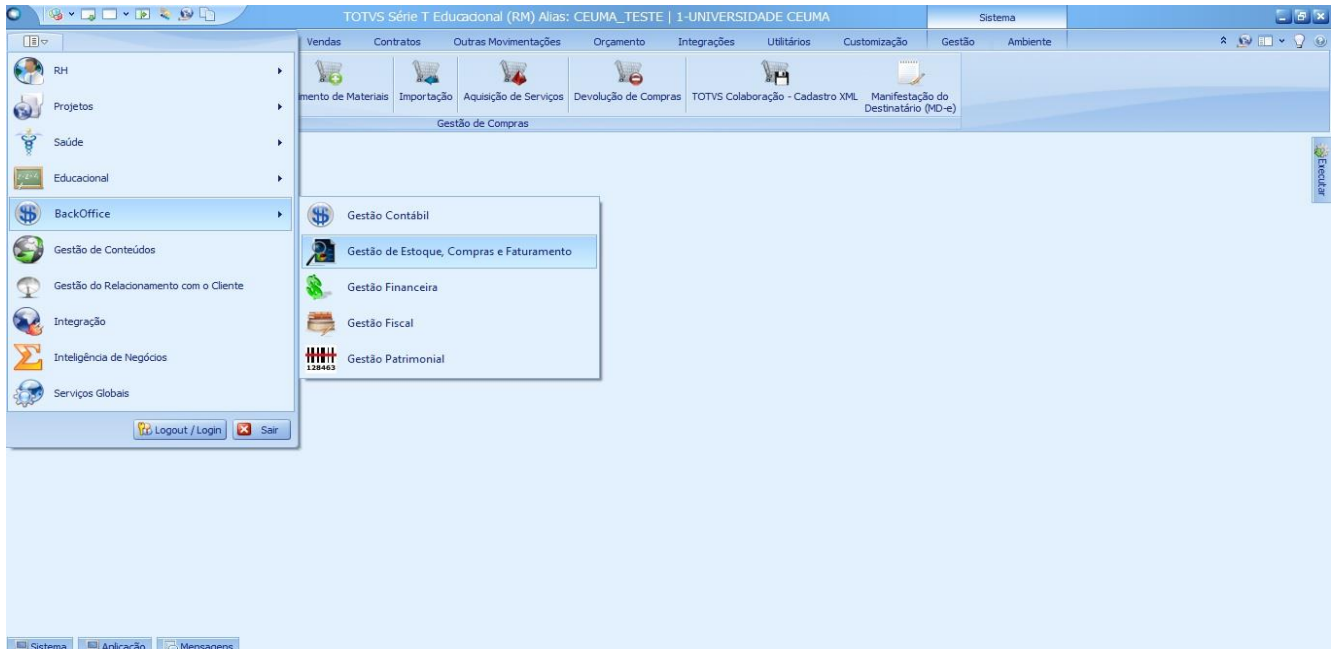 TOTVS Série T Educacional (RM) Alias: CEUMA_TESTE | 1-UNIVERSIDADE CEUMA
Sistema
Vendas Contratos Outras Movimentações Orçamento Integrações Utilitários Customização Gestão Ambiente
imento de Materiais Importação Aquisição de Serviços Devolução de Compras TOTVS Colaboração - Cadastro XML Manifestação do
Destinatário (MD-e)
Gestão de Compras
RH
Projetos
Saúde
Educacional
BackOffice
Gestão de Conteúdos
Gestão do Relacionamento com o Cliente
Integração
Inteligência de Negócios
Serviços Globais
Logout / Login Sair
Gestão Contábil
Gestão de Estoque, Compras e Faturamento
Gestão Financeira
Gestão Fiscal
128463
Gestão Patrimonial
Executar
Sistema Aplicação Mensagens